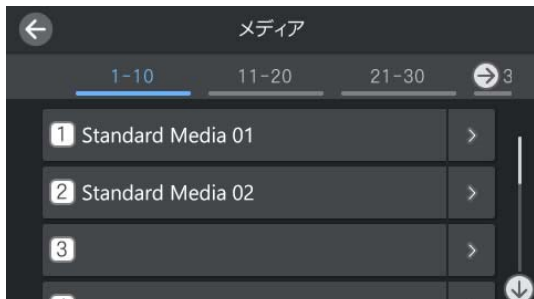 メディア
1-10 11-20 21-30 3
1 Standard Media 01
2 Standard Media 02
3